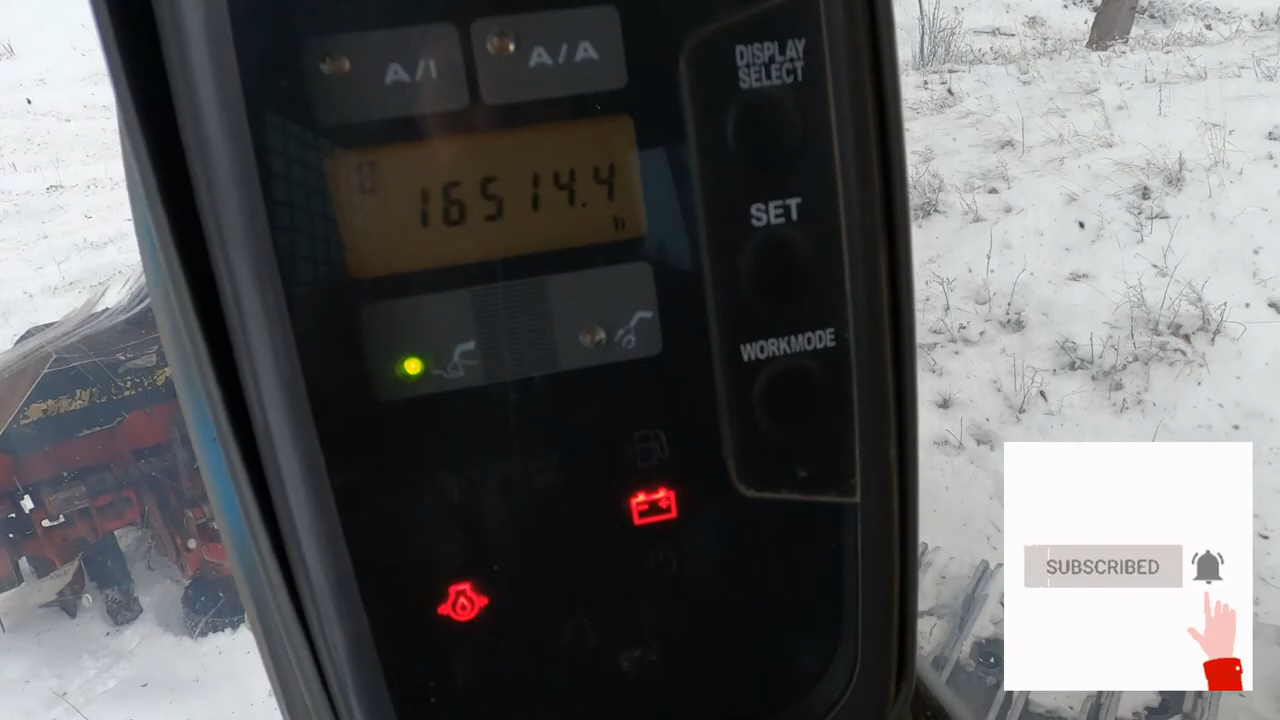 A/I
A/A
DISPLAY
SELECT
16514.4
h
SET
WORKMODE
SUBSCRIBED